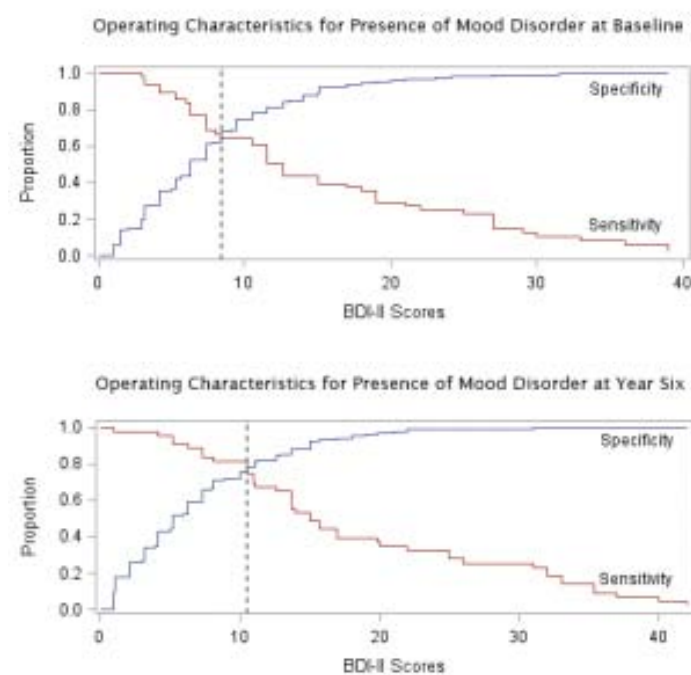 Operating Characteristics for Presence of Mood Disorder at Baseline
1.0
0.8
0.6
0.4
0.2
0.0
Proportion
Specificity
Sensitivity
0 10 20 30 40
BDI-II Scores
Operating Characteristics for Presence of Mood Disorder at Year Six
1.0
0.8
0.6
0.4
0.2
0.0
Proportion
Specificity
Sensitivity
0 10 20 30 40
BDI-II Scores